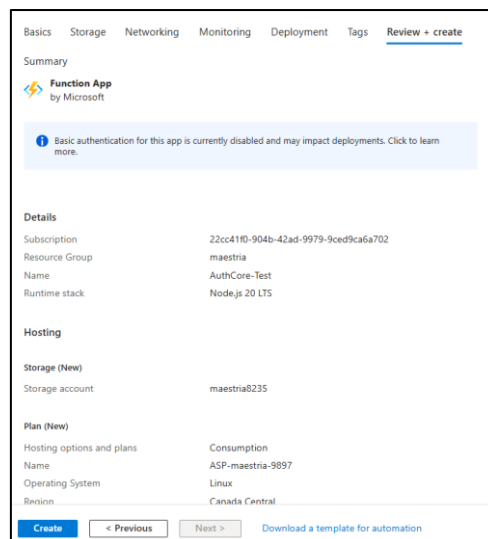 Basics Storage Networking Monitoring Deployment Tags Review + create
Summary
Function App
by Microsoft
Basic authentication for this app is currently disabled and may impact deployments. Click to learn
more.
Details
Subscription 22cc41f0-904b-42ad-9979-9ced9ca6a702
Resource Group maestria
Name AuthCore-Test
Runtime stack Node.js 20 LTS
Hosting
Storage (New)
Storage account maestria8235
Plan (New)
Hosting options and plans Consumption
Name ASP-maestria-9897
Operating System Linux
Region Canada Central
Create < Previous Next > Download a template for automation